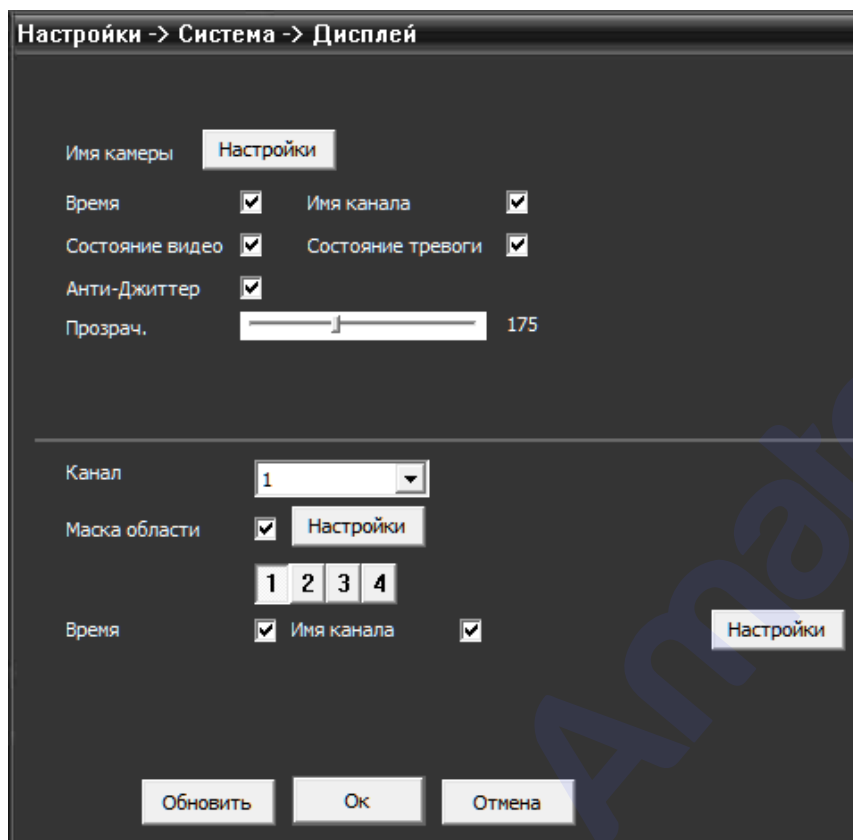 Настройки -> Система -> Дисплей
Имя камеры Настройки
Время Имя канала
Состояние видео Состояние тревоги
Анти-Джиттер
Прозрач. 175
Канал 1
Маска области Настройки
1 2 3 4
Время Имя канала Настройки
Обновить Ок Отмена